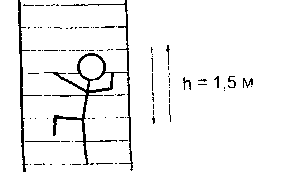 h = 1,5 м